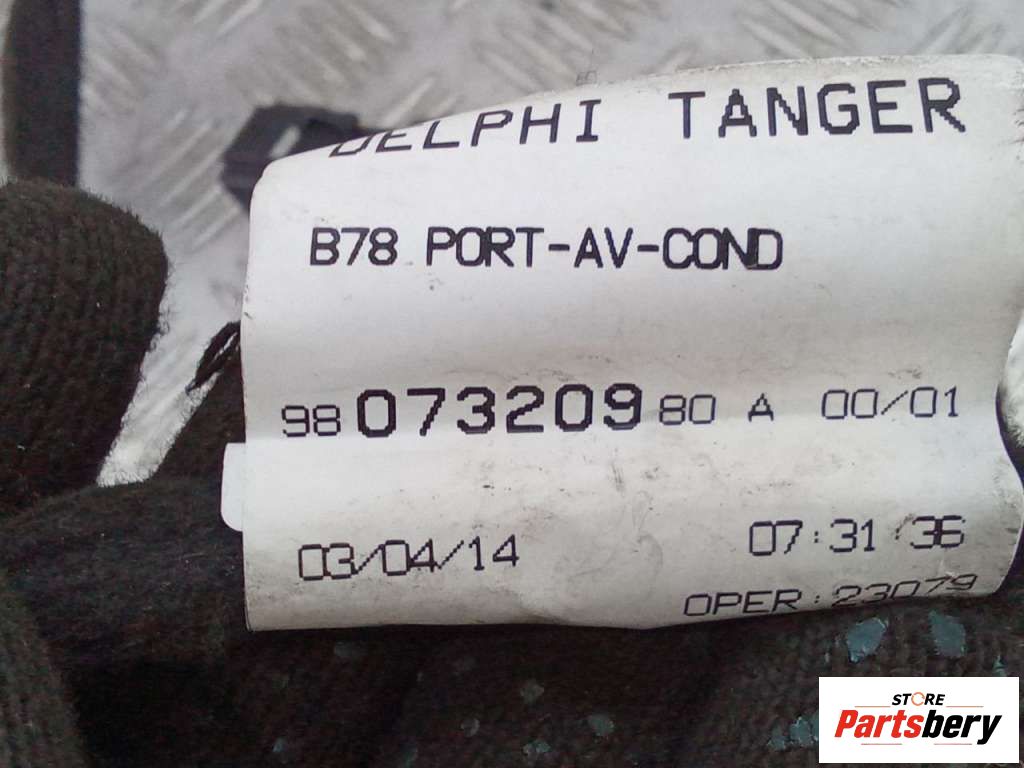 DELPHI TANGER
B78 PORT-AV-COND
98 073209 80 A 00/01
03/04/14 07:31:36
OPER:23079
STORE
Partsbery